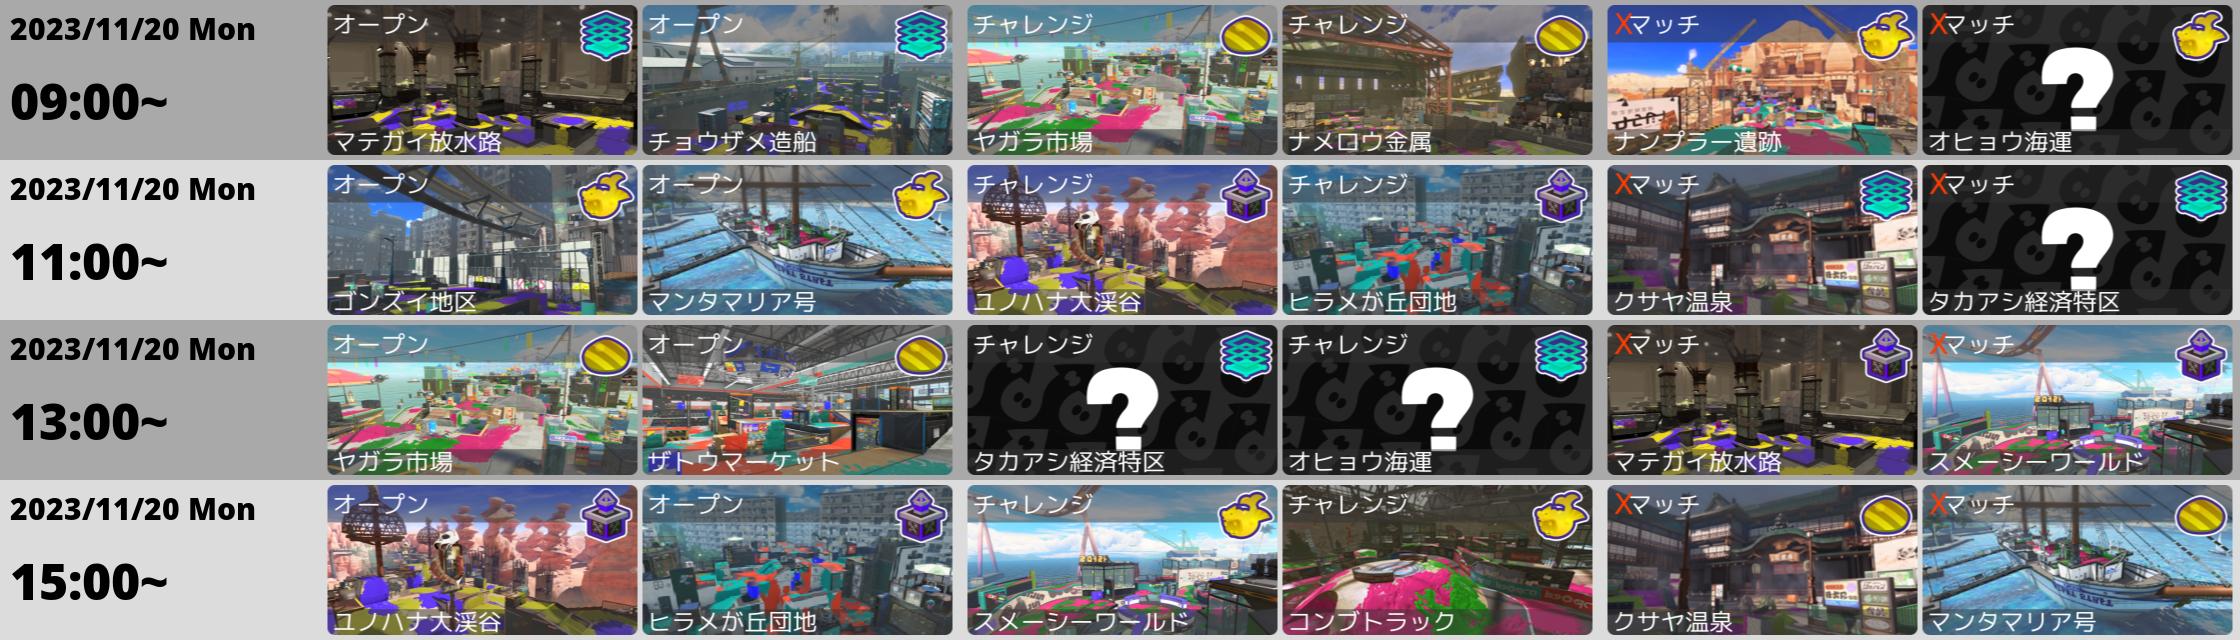 2023/11/20 Mon
09:00~
オープン
マテガイ放水路
オープン
チョウザメ造船
チャレンジ
ヤガラ市場
チャレンジ
ナメロウ金属
Xマッチ
ナンプラー遺跡
Xマッチ
?
オヒョウ海運
2023/11/20 Mon
11:00~
オープン
ゴンズイ地区
オープン
マンタマリア号
チャレンジ
ユノハナ大渓谷
チャレンジ
ヒラメが丘団地
Xマッチ
クサヤ温泉
Xマッチ
?
タカアシ経済特区
2023/11/20 Mon
13:00~
オープン
ヤガラ市場
オープン
ザトウマーケット
チャレンジ
?
タカアシ経済特区
チャレンジ
?
オヒョウ海運
Xマッチ
マテガイ放水路
Xマッチ
スメーシーワールド
2023/11/20 Mon
15:00~
オープン
ユノハナ大渓谷
オープン
ヒラメが丘団地
チャレンジ
スメーシーワールド
チャレンジ
コンブトラック
Xマッチ
クサヤ温泉
Xマッチ
マンタマリア号